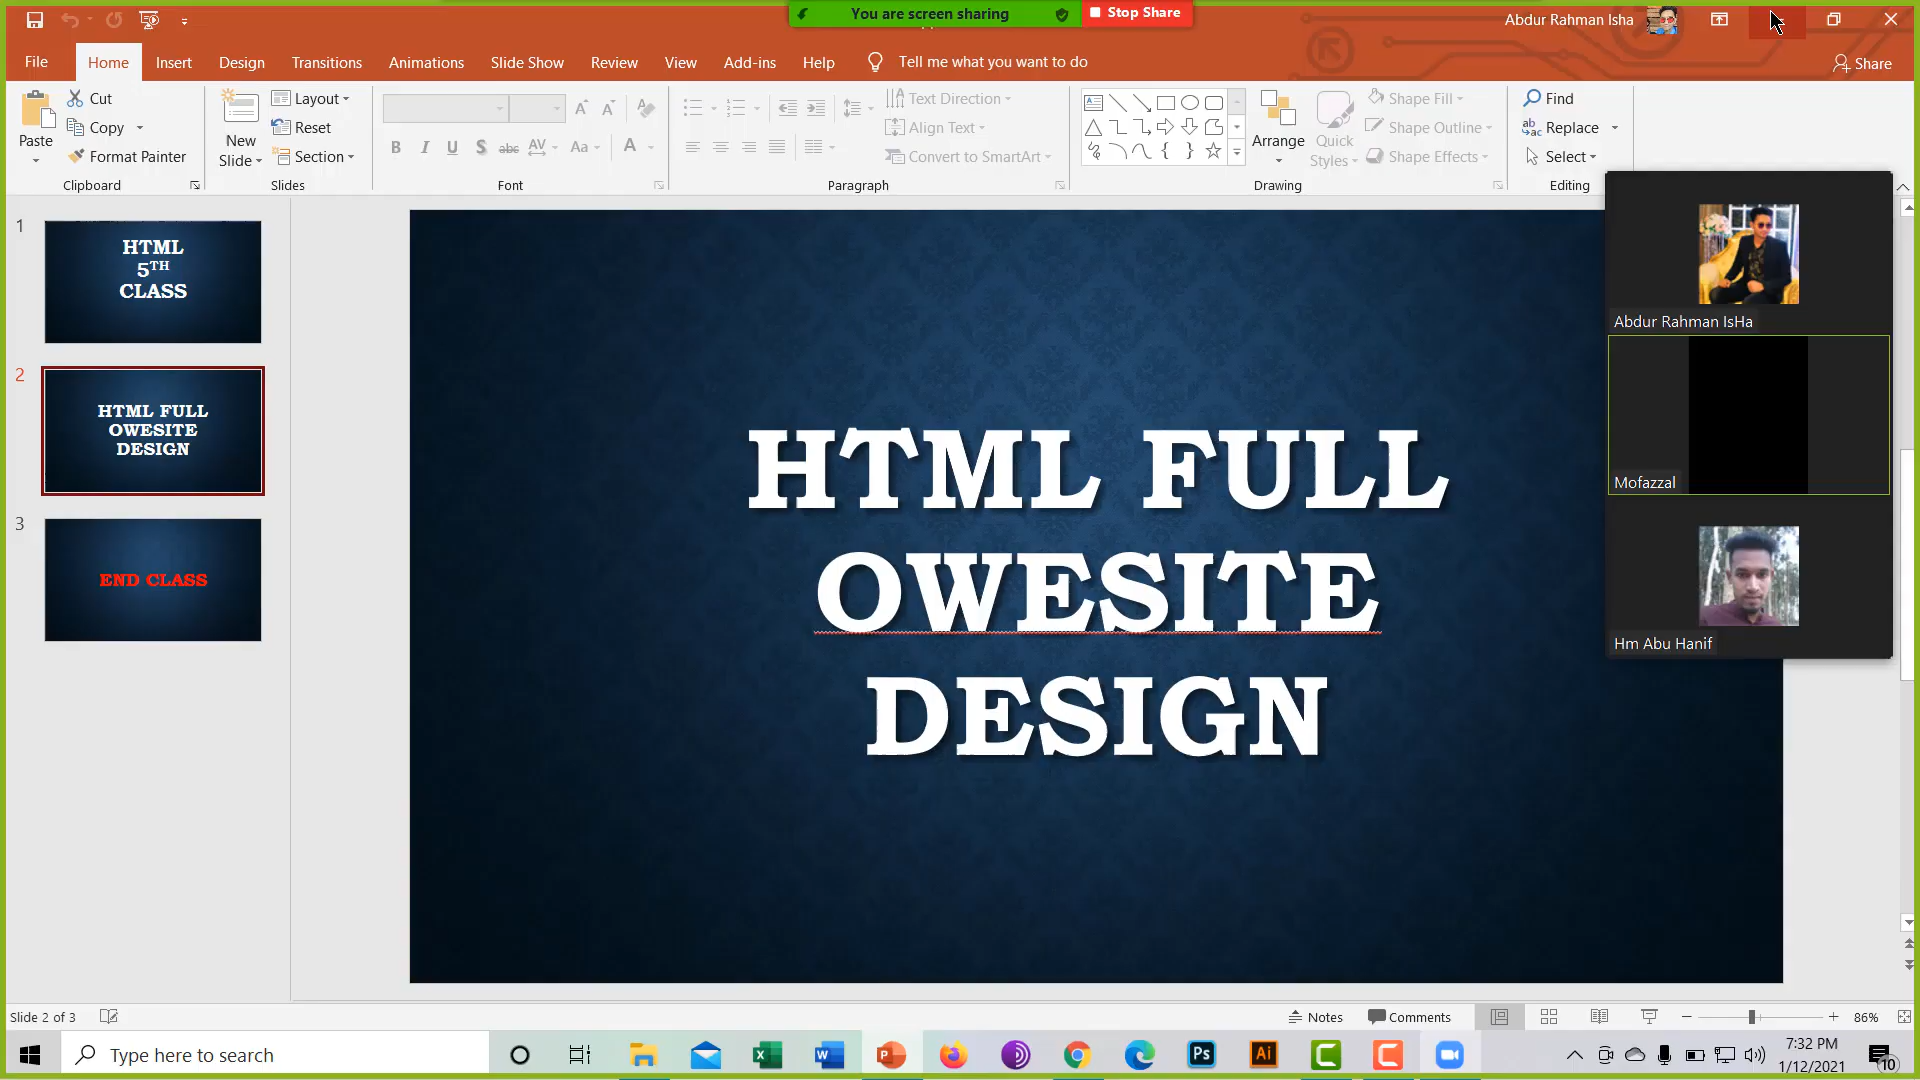 You are screen sharing
Stop Share
Abdur Rahman Isha
File
Home
Insert
Design
Transitions
Animations
Slide Show
Review
View
Add-ins
Help
Tell me what you want to do
Share
Paste
Cut
Copy
Format Painter
Clipboard
New
Slide
Layout
Reset
Section
Slides
Font
Text Direction
Align Text
Convert to SmartArt
Paragraph
Arrange
Quick
Styles
Shape Fill
Shape Outline
Shape Effects
Drawing
Find
Replace
Select
Editing
1
HTML
5TH
CLASS
2
HTML FULL
OWESITE
DESIGN
3
END CLASS
HTML FULL
OWESITE
DESIGN
Abdur Rahman IsHa
Mofazzal
Hm Abu Hanif
Slide 2 of 3
Notes
Comments
86%
Type here to search
7:32 PM
1/12/2021
10